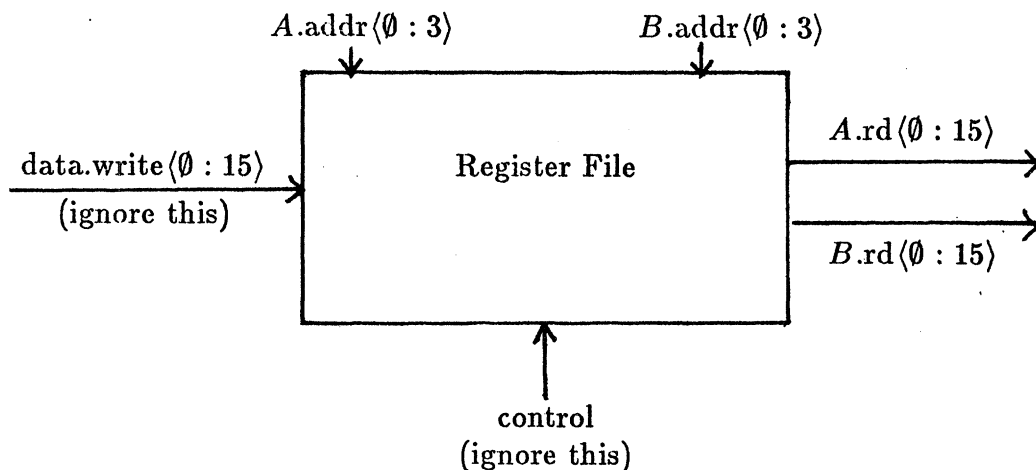 A.addr⟨∅ : 3⟩ B.addr⟨∅ : 3⟩
A.rd⟨∅ : 15⟩
data.write⟨∅ : 15⟩
Register File
(ignore this)
B.rd⟨∅ : 15⟩
control
(ignore this)